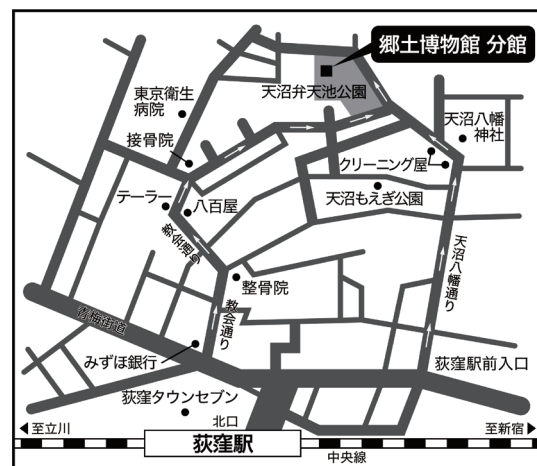 郷土博物館 分館
天沼弁天池公園
東京衛生
病院
天沼八幡
神社
接骨院
クリーニング屋
テーラー
八百屋
天沼もえぎ公園
教会通り
天沼八幡通り
整骨院
教会通り
青梅街道
みずほ銀行
荻窪駅前入口
荻窪タウンセブン
北口
至立川
荻窪駅
至新宿
中央線